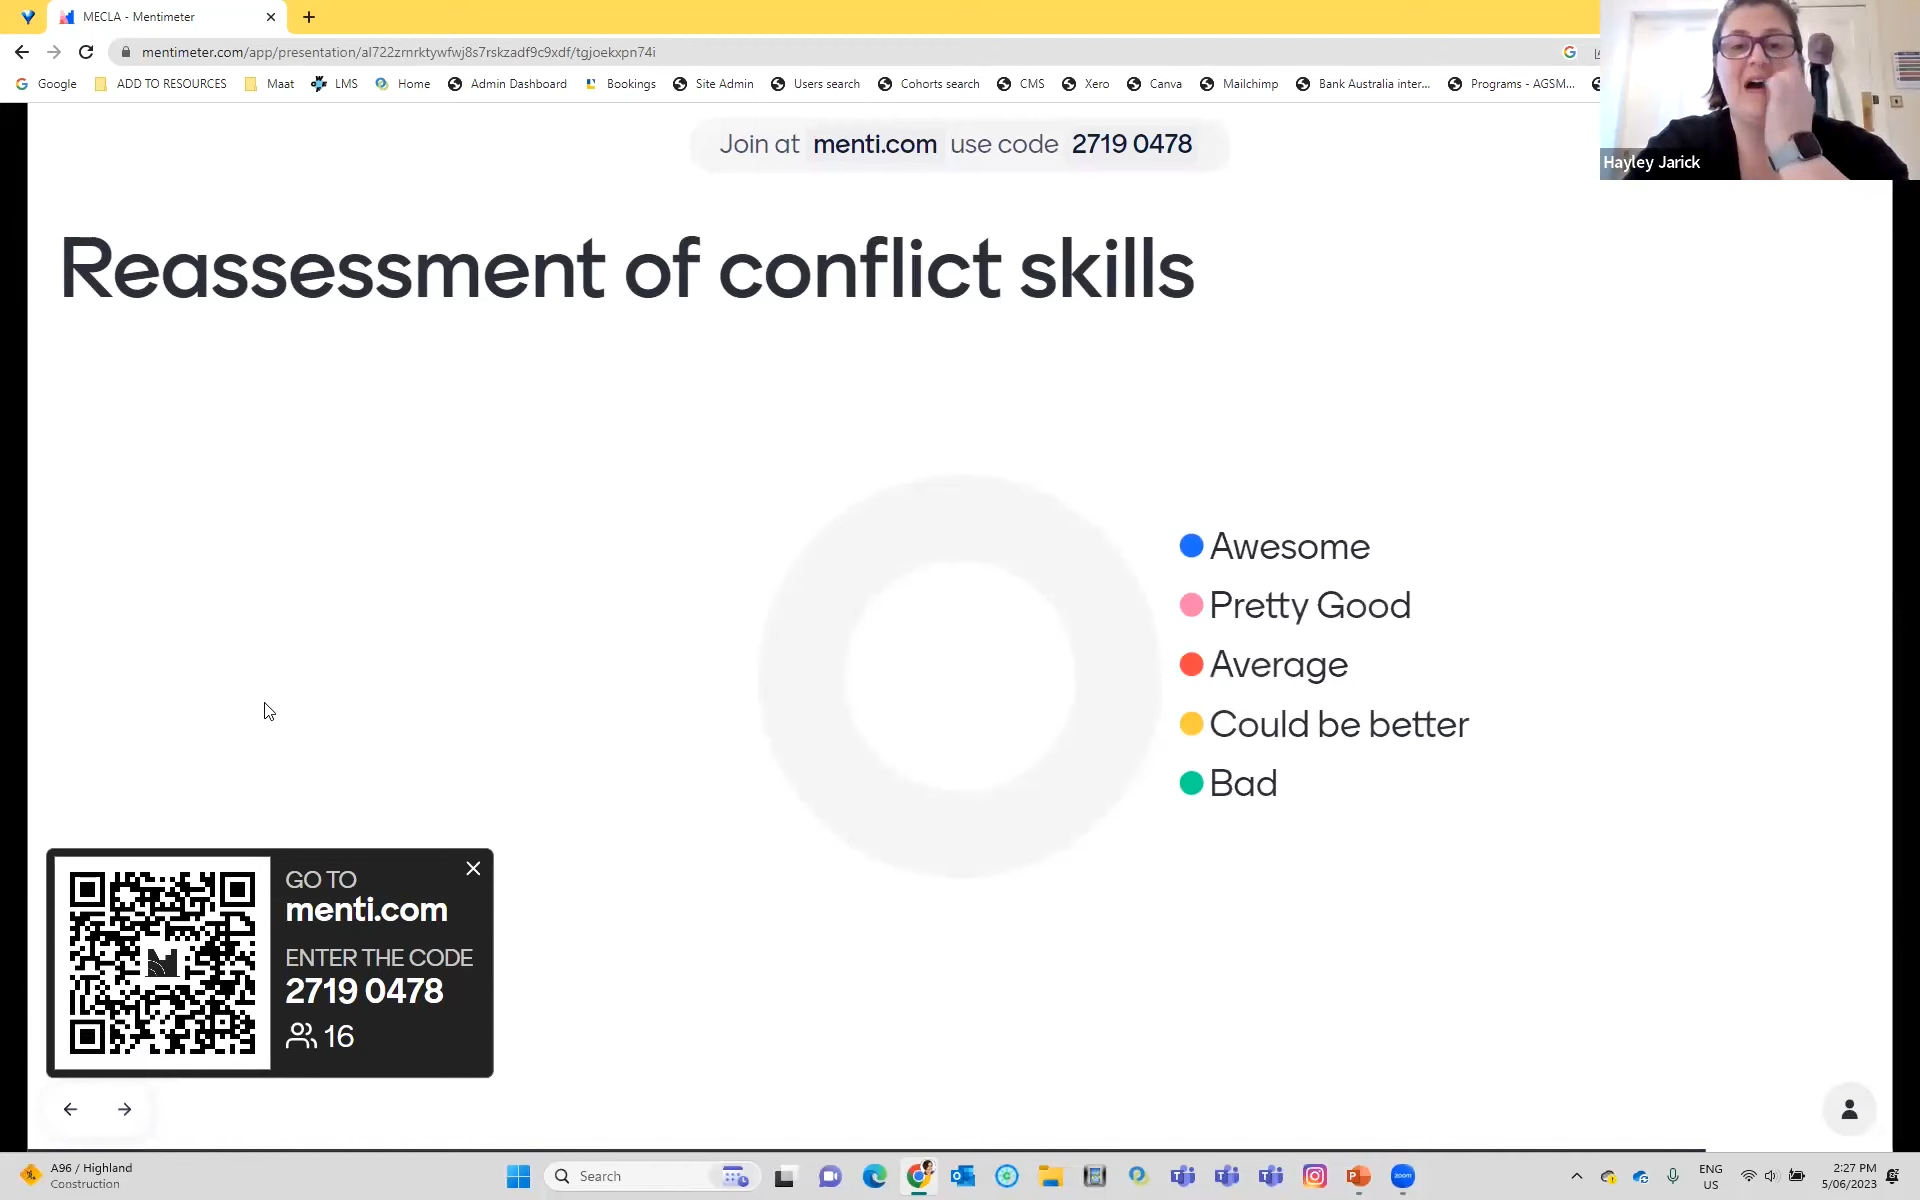 MECLA - Mentimeter
mentimeter.com/app/presentation/al722zrnrktywfwj8s7rskzadf9c9xdf/tgjoekxpn74i
Google
ADD TO RESOURCES
Maat
LMS
Home
Admin Dashboard
Bookings
Site Admin
Users search
Cohorts search
CMS
Xero
Canva
Mailchimp
Bank Australia inter...
Programs - AGSM...
Hayley Jarick
Join at menti.com use code 2719 0478
Reassessment of conflict skills
Awesome
Pretty Good
Average
Could be better
Bad
GO TO
menti.com
ENTER THE CODE
2719 0478
16
A96 / Highland
Construction
Search
zoom
ENG
US
2:27 PM
5/06/2023